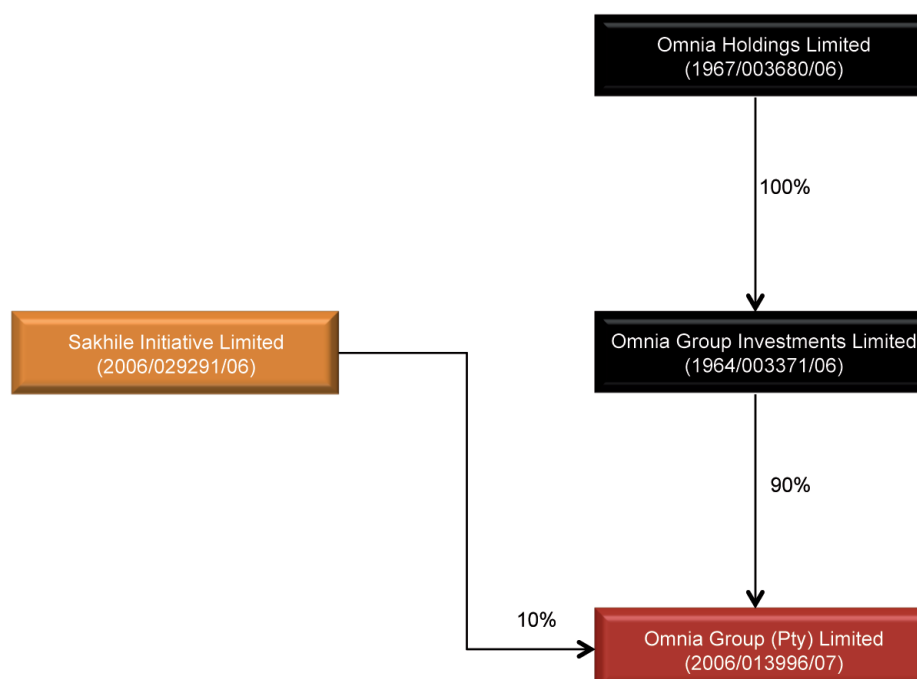 Omnia Holdings Limited
(1967/003680/06)
100%
Sakhile Initiative Limited
(2006/029291/06)
Omnia Group Investments Limited
(1964/003371/06)
90%
10%
Omnia Group (Pty) Limited
(2006/013996/07)